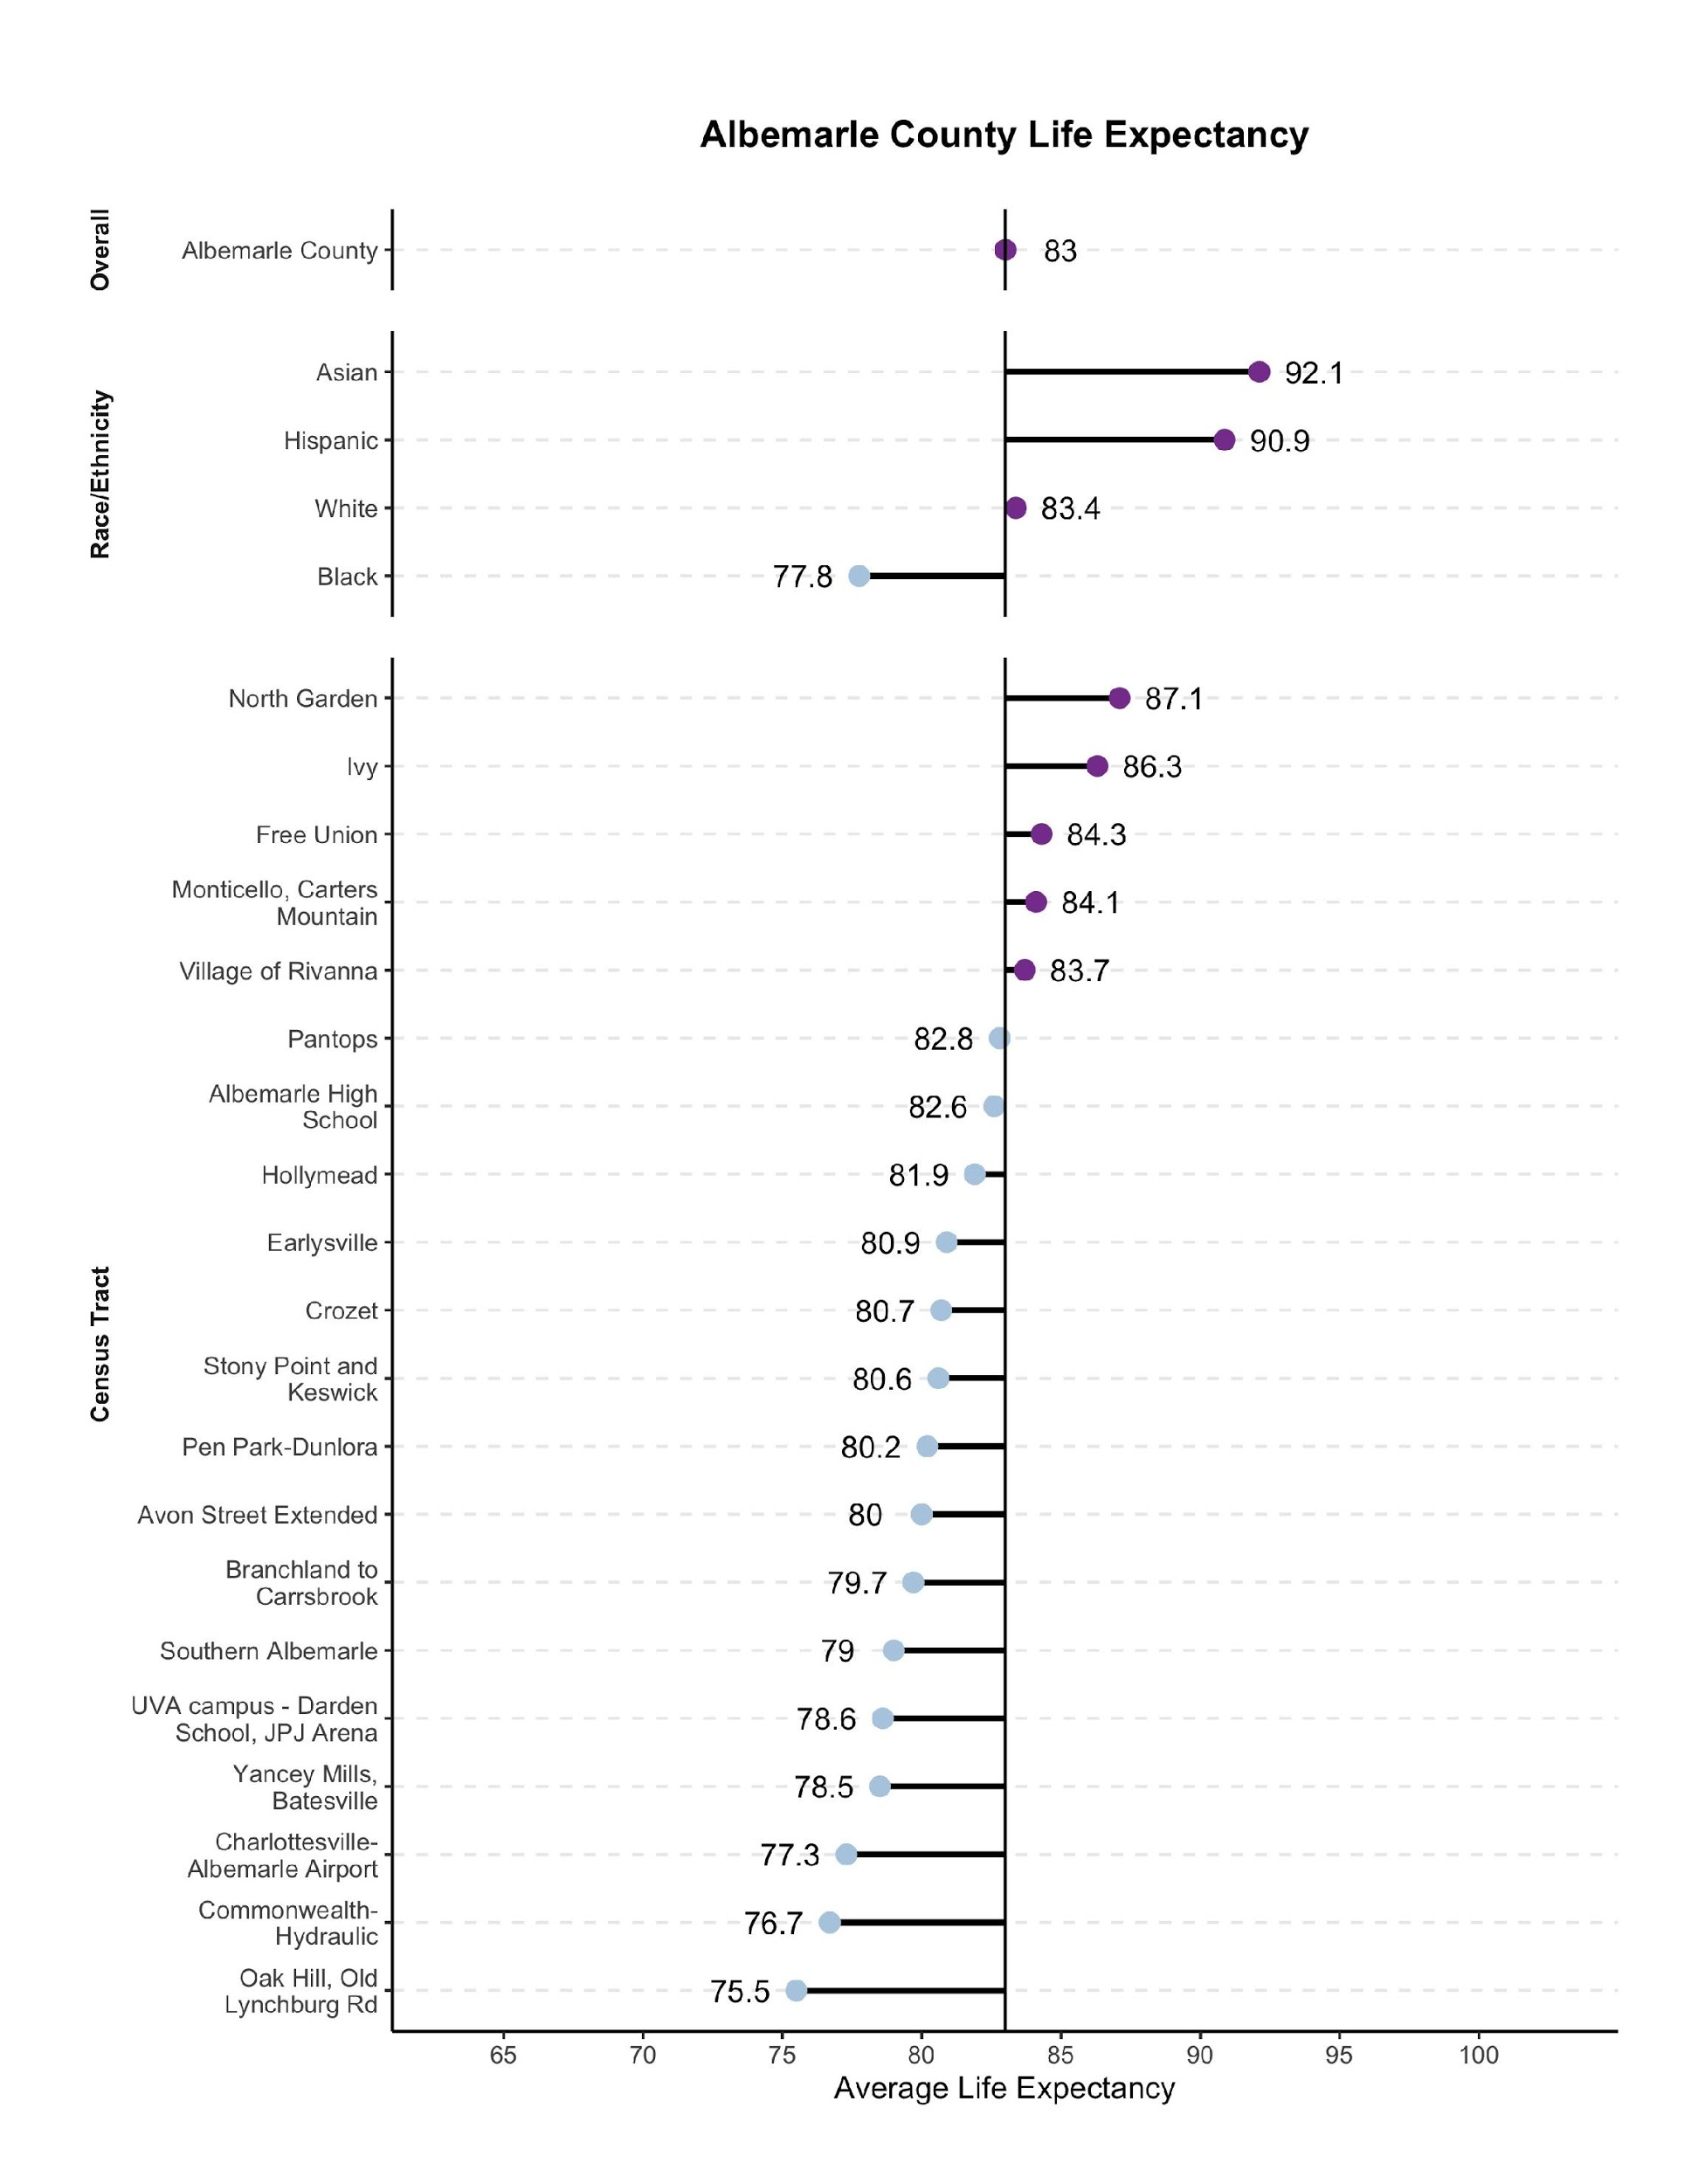 Albemarle County Life Expectancy
Overall
Albemarle County
83
Race/Ethnicity
Asian
92.1
Hispanic
90.9
White
83.4
Black
77.8
Census Tract
North Garden
87.1
Ivy
86.3
Free Union
84.3
Monticello, Carters
Mountain
84.1
Village of Rivanna
83.7
Pantops
82.8
Albemarle High
School
82.6
Hollymead
81.9
Earlysville
80.9
Crozet
80.7
Stony Point and
Keswick
80.6
Pen Park-Dunlora
80.2
Avon Street Extended
80
Branchland to
Carrsbrook
79.7
Southern Albemarle
79
UVA campus - Darden
School, JPJ Arena
78.6
Yancey Mills,
Batesville
78.5
Charlottesville-
Albemarle Airport
77.3
Commonwealth-
Hydraulic
76.7
Oak Hill, Old
Lynchburg Rd
75.5
65 70 75 80 85 90 95 100
Average Life Expectancy